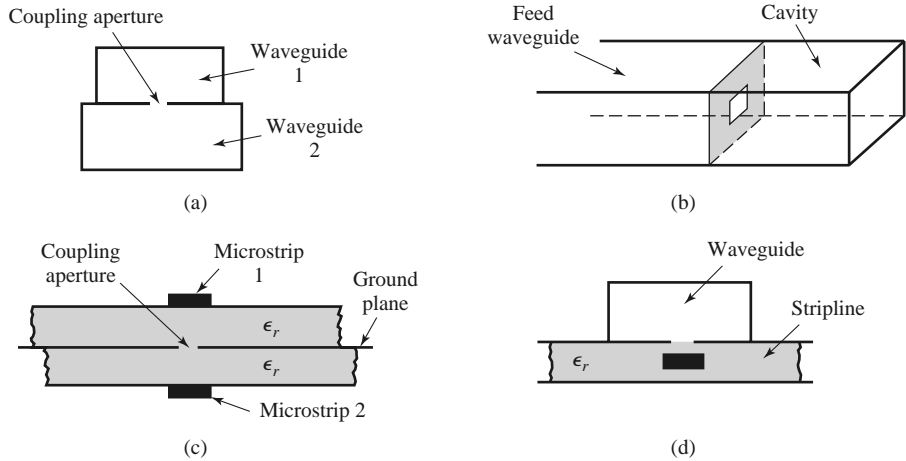 Coupling aperture
Waveguide
1
Waveguide
2
(a)
Feed
waveguide
Cavity
(b)
Coupling
aperture
Microstrip
1
Ground
plane
ϵr
ϵr
Microstrip 2
(c)
Waveguide
Stripline
ϵr
(d)